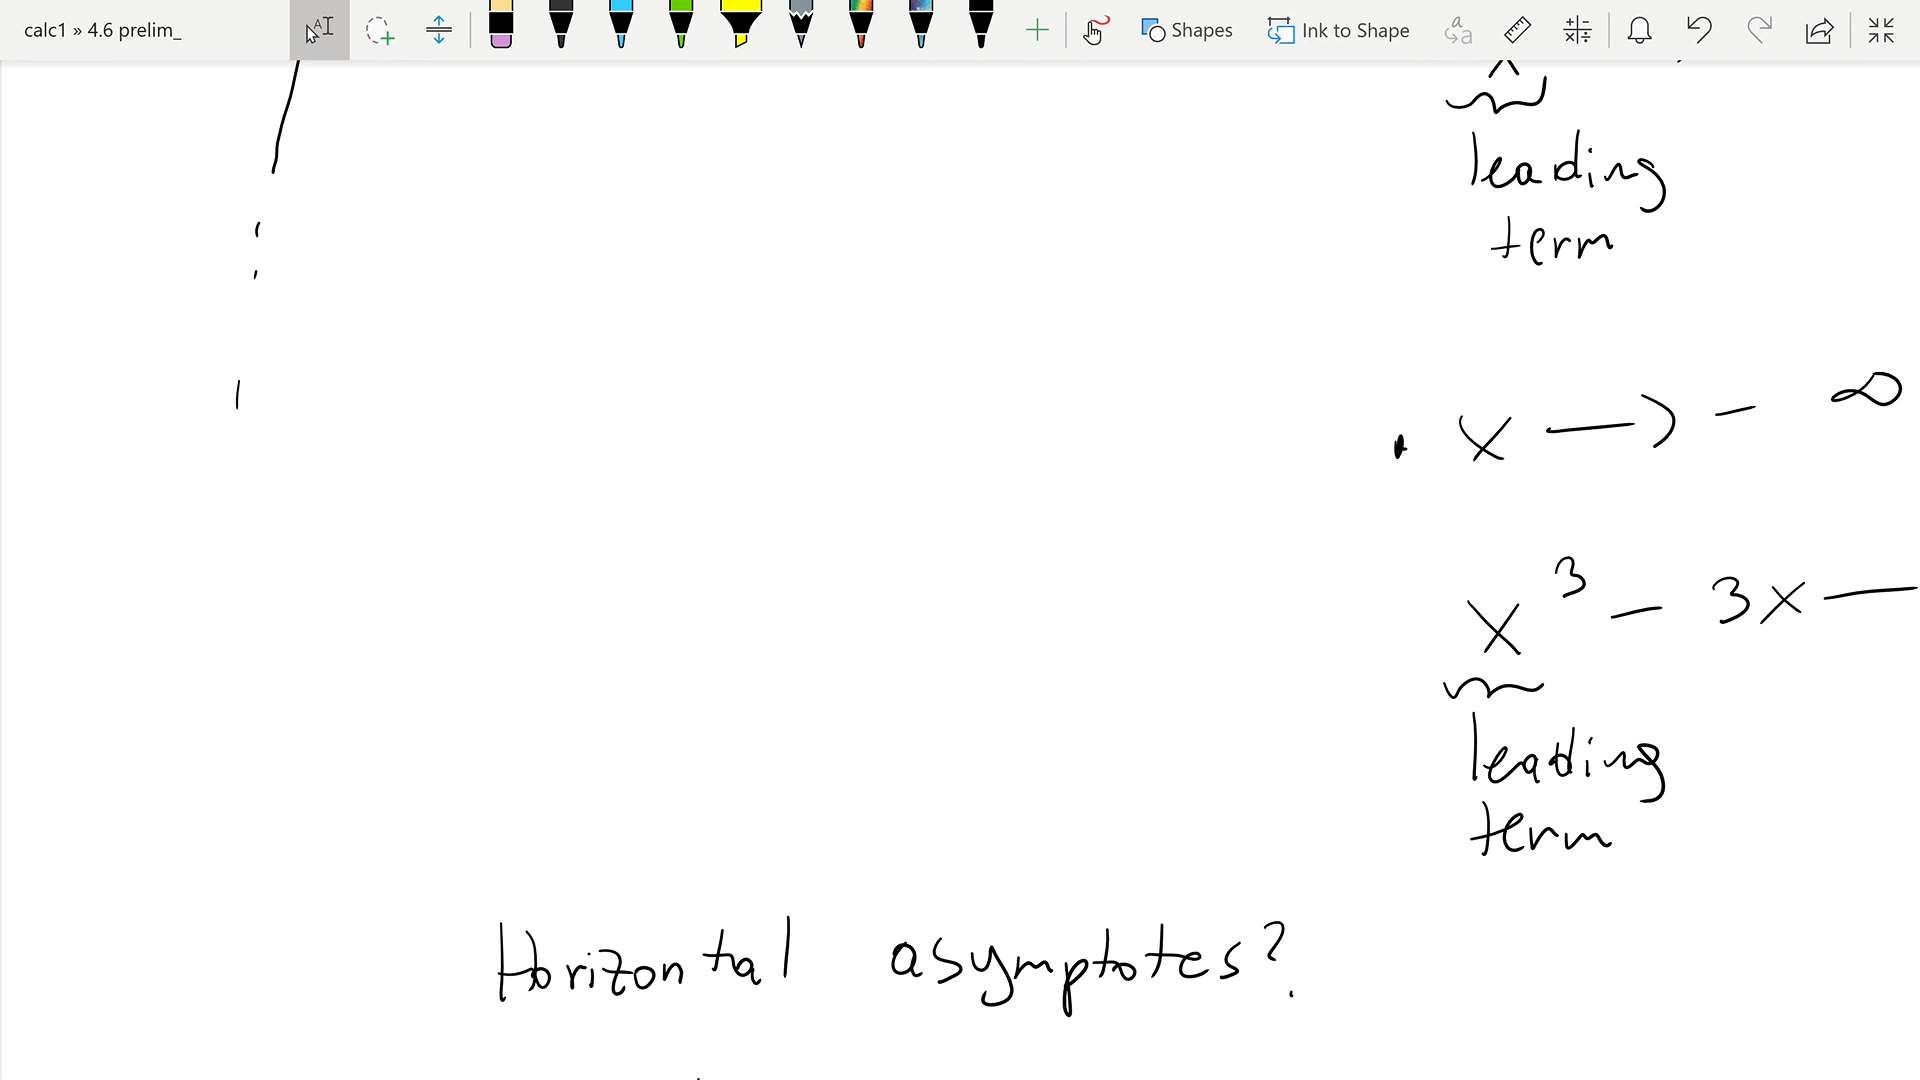 calc1 » 4.6 prelim_
Shapes
Ink to Shape
leading
term
• x → - ∞
x³ - 3x -
leading
term
Horizontal asymptotes?